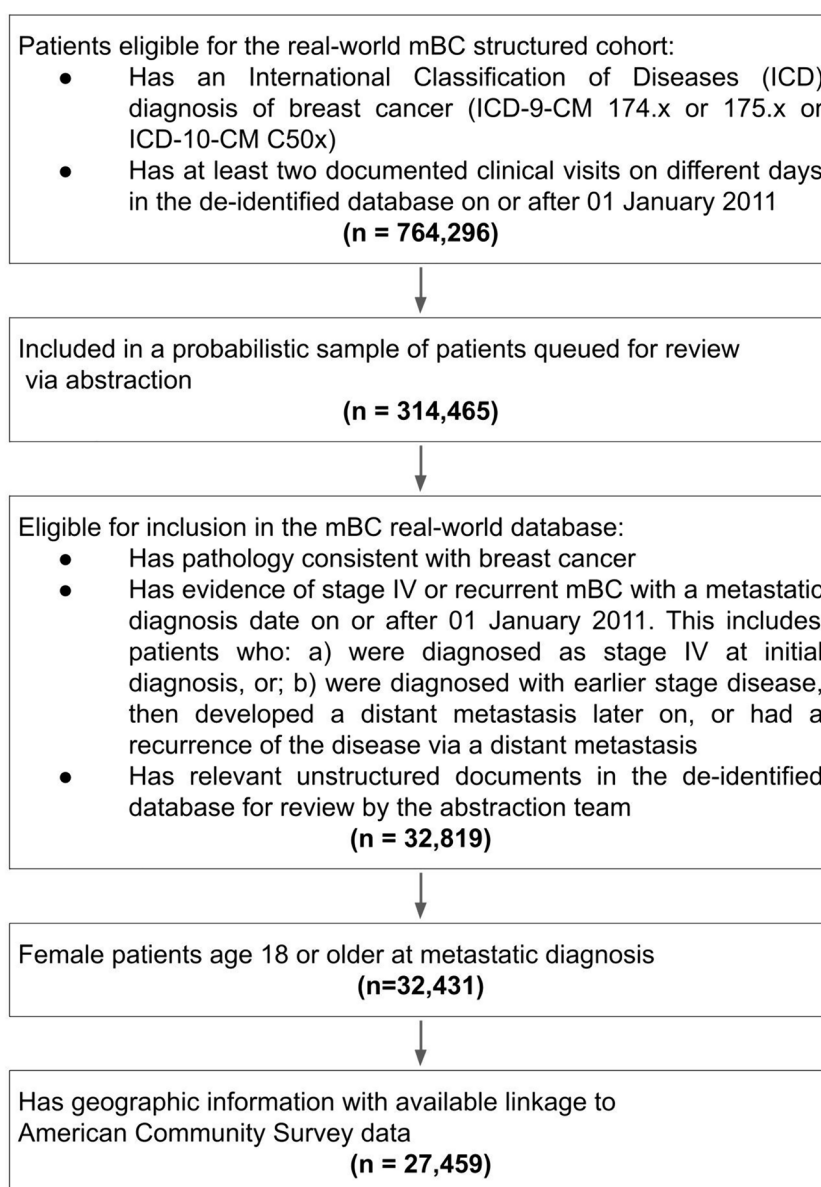 Patients eligible for the real-world mBC structured cohort:
● Has an International Classification of Diseases (ICD)
diagnosis of breast cancer (ICD-9-CM 174.x or 175.x or
ICD-10-CM C50x)
● Has at least two documented clinical visits on different days
in the de-identified database on or after 01 January 2011
(n = 764,296)
Included in a probabilistic sample of patients queued for review
via abstraction
(n = 314,465)
Eligible for inclusion in the mBC real-world database:
● Has pathology consistent with breast cancer
● Has evidence of stage IV or recurrent mBC with a metastatic
diagnosis date on or after 01 January 2011. This includes
patients who: a) were diagnosed as stage IV at initial
diagnosis, or; b) were diagnosed with earlier stage disease,
then developed a distant metastasis later on, or had a
recurrence of the disease via a distant metastasis
● Has relevant unstructured documents in the de-identified
database for review by the abstraction team
(n = 32,819)
Female patients age 18 or older at metastatic diagnosis
(n=32,431)
Has geographic information with available linkage to
American Community Survey data
(n = 27,459)